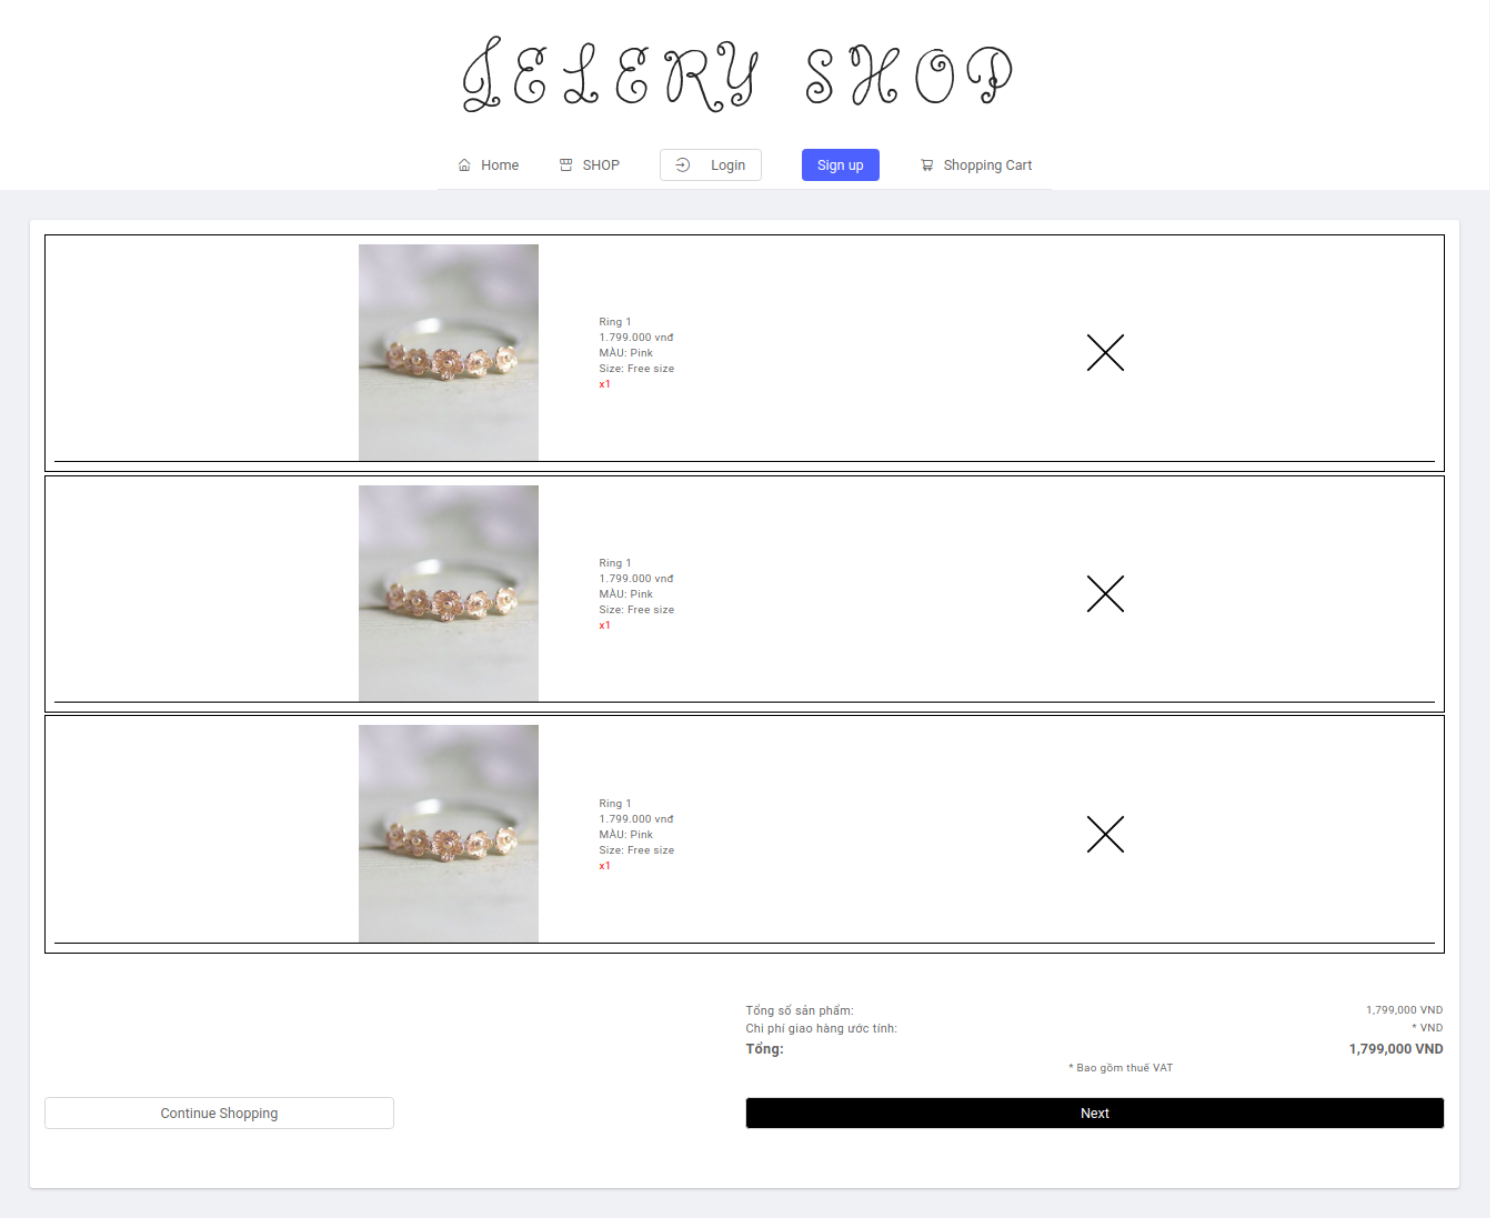 JELERY SHOP
Home SHOP Login Sign up Shopping Cart
Ring 1
1.799.000 vnđ
MÀU: Pink
Size: Free size
x1
Ring 1
1.799.000 vnđ
MÀU: Pink
Size: Free size
x1
Ring 1
1.799.000 vnđ
MÀU: Pink
Size: Free size
x1
Tổng số sản phẩm: 1,799,000 VND
Chi phí giao hàng ước tính: * VND
Tổng: 1,799,000 VND
* Bao gồm thuế VAT
Continue Shopping Next